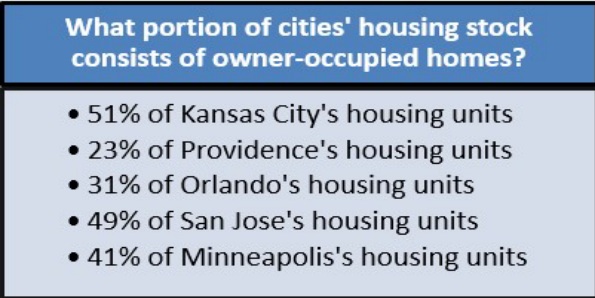 What portion of cities' housing stock
consists of owner-occupied homes?
• 51% of Kansas City's housing units
• 23% of Providence's housing units
• 31% of Orlando's housing units
• 49% of San Jose's housing units
• 41% of Minneapolis's housing units